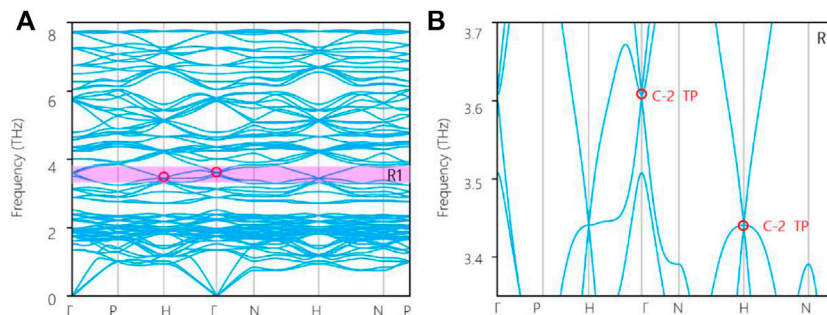 A
8
6
4
2
0
Frequency (THz)
R1
Γ P H Γ N H N P
B
3.7
3.6
3.5
3.4
Frequency (THz)
R
C-2 TP
C-2 TP
Γ P H Γ N H N